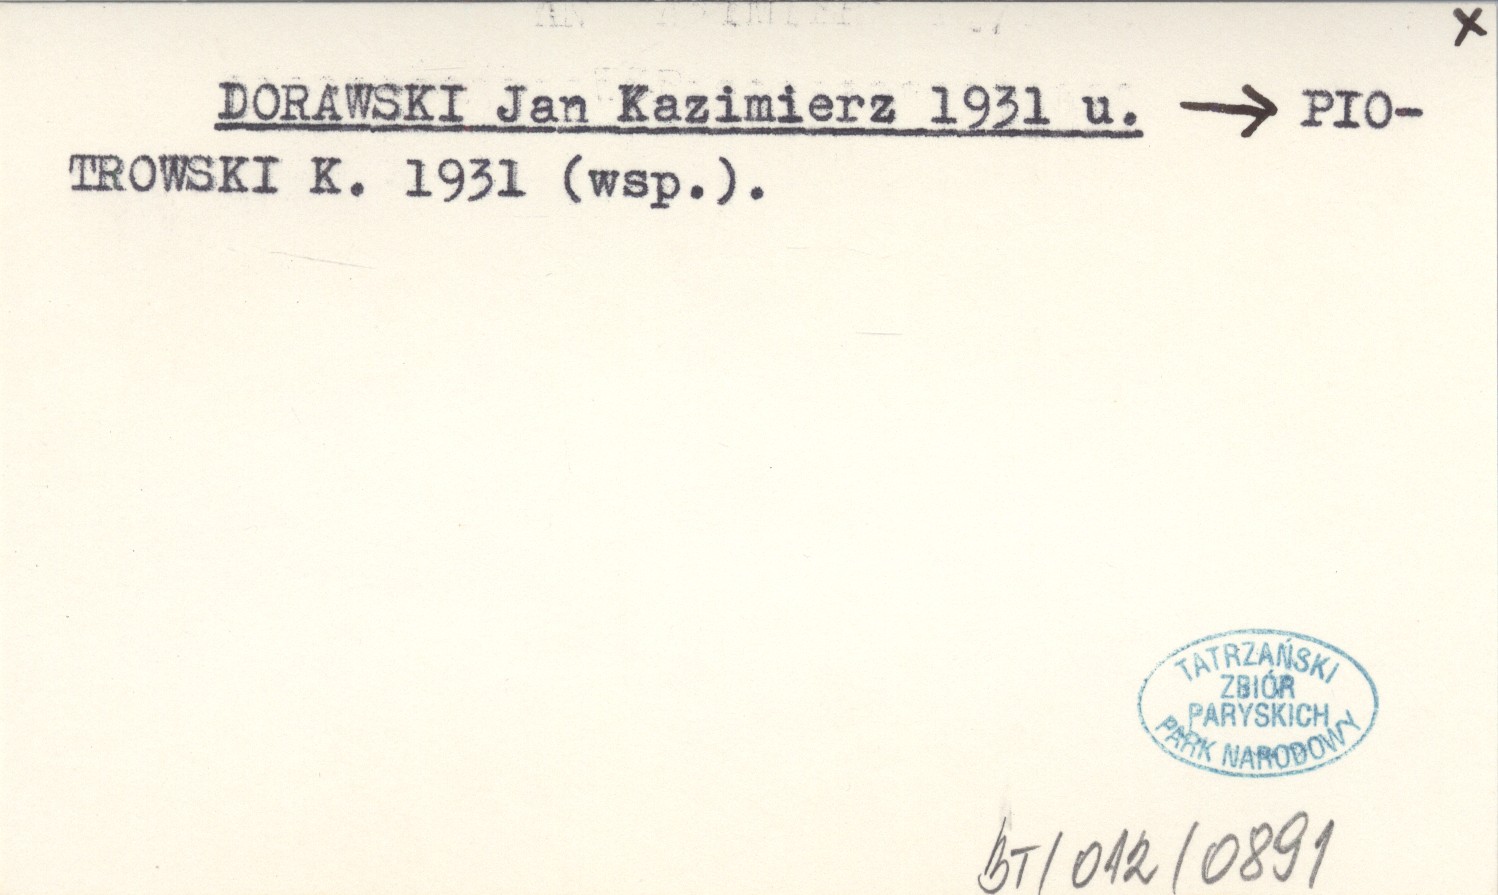 x
DORAWSKI Jan Kazimierz 1931 u. → PIO-
TROWSKI K. 1931 (wsp.).
TATRZAŃSKI
ZBIÓR
PARYSKICH
PARK NARODOWY
BT/012/0891